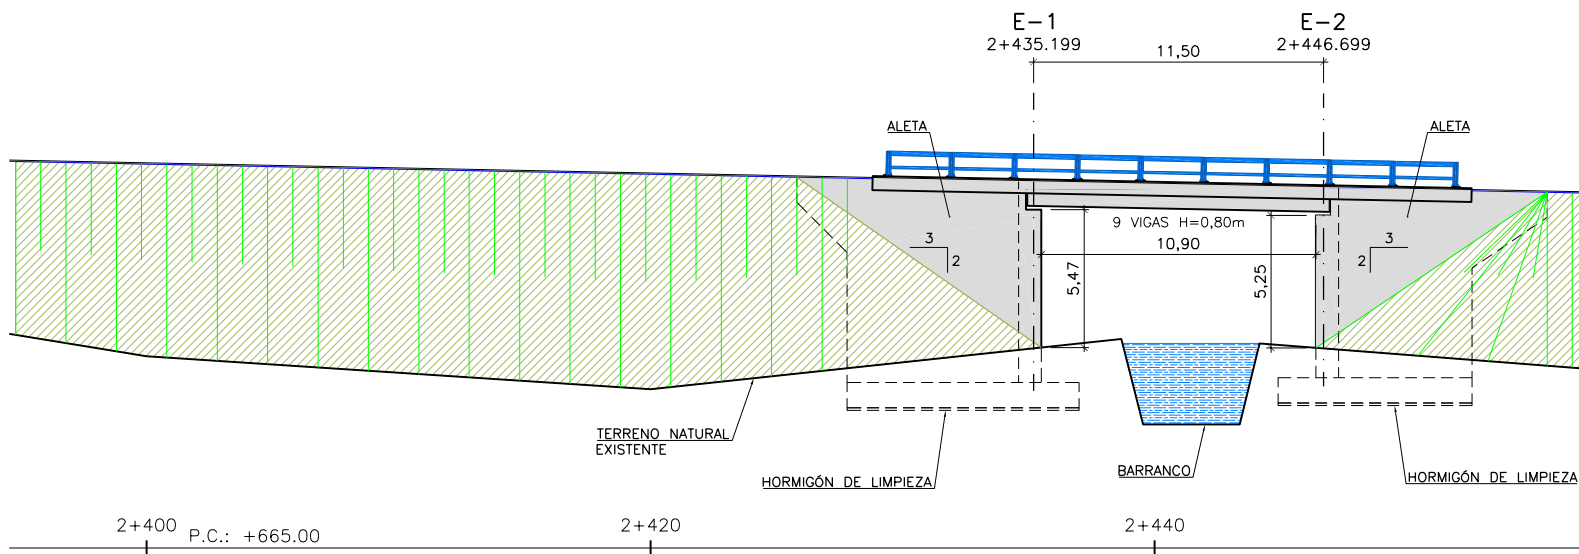 E-1
E-2
2+435.199
11,50
2+446.699
ALETA
ALETA
9 VIGAS H=0,80m
10,90
3
2
3
2
5,47
5,25
TERRENO NATURAL
EXISTENTE
BARRANCO
HORMIGÓN DE LIMPIEZA
HORMIGÓN DE LIMPIEZA
2+400
P.C.: +665.00
2+420
2+440